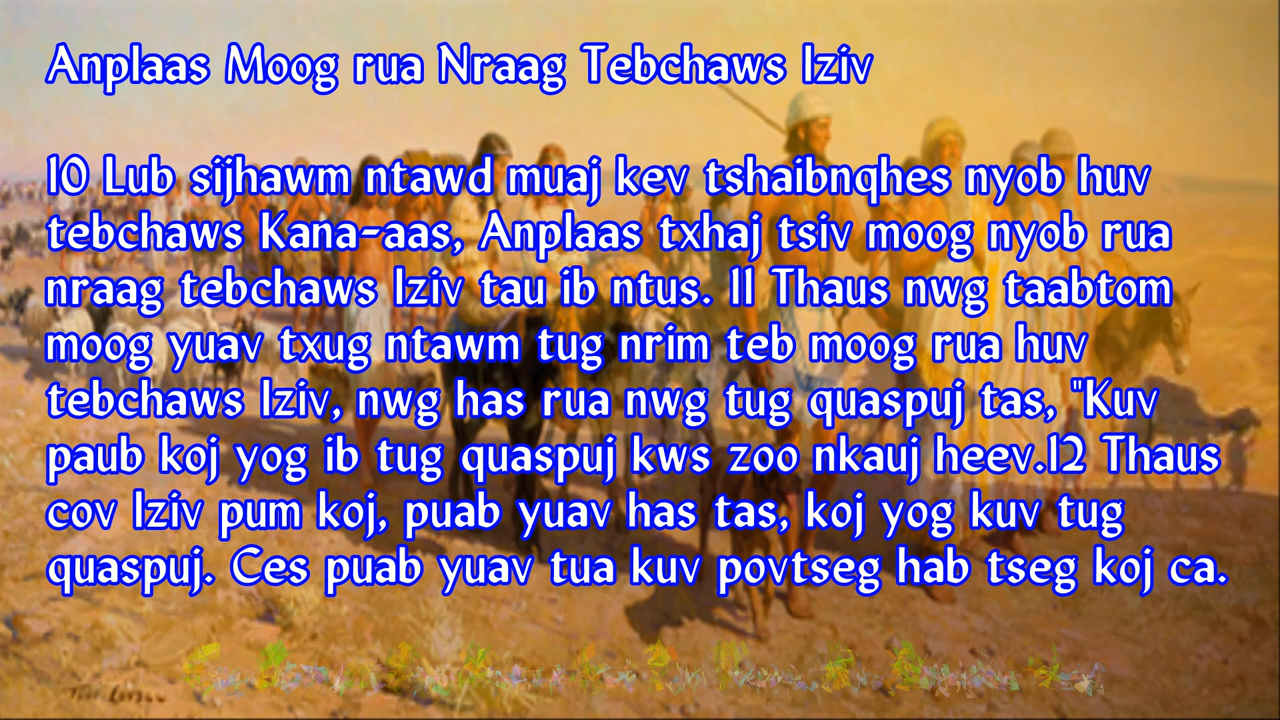 Anplaas Moog rua Nraag Tebchaws Iziv
10 Lub sijhawm ntawd muaj kev tshaibnqhes nyob huv
tebchaws Kana-aas, Anplaas txhaj tsiv moog nyob rua
nraag tebchaws Iziv tau ib ntus. 11 Thaus nwg taabtom
moog yuav txug ntawm tug nrim teb moog rua huv
tebchaws Iziv, nwg has rua nwg tug quaspuj tas, "Kuv
paub koj yog ib tug quaspuj kws zoo nkauj heev.12 Thaus
cov Iziv pum koj, puab yuav has tas, koj yog kuv tug
quaspuj. Ces puab yuav tua kuv povtseg hab tseg koj ca.